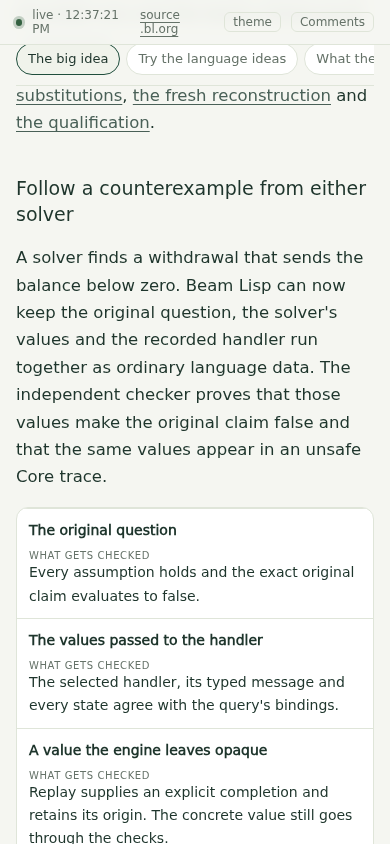 live · 12:37:21 PM
source .bl.org
theme
Comments
The big idea
Try the language ideas
What the
substitutions, the fresh reconstruction and
the qualification.
Follow a counterexample from either
solver
A solver finds a withdrawal that sends the
balance below zero. Beam Lisp can now
keep the original question, the solver's
values and the recorded handler run
together as ordinary language data. The
independent checker proves that those
values make the original claim false and
that the same values appear in an unsafe
Core trace.
The original question
WHAT GETS CHECKED
Every assumption holds and the exact original
claim evaluates to false.
The values passed to the handler
WHAT GETS CHECKED
The selected handler, its typed message and
every state agree with the query's bindings.
A value the engine leaves opaque
WHAT GETS CHECKED
Replay supplies an explicit completion and
retains its origin. The concrete value still goes
through the checks.